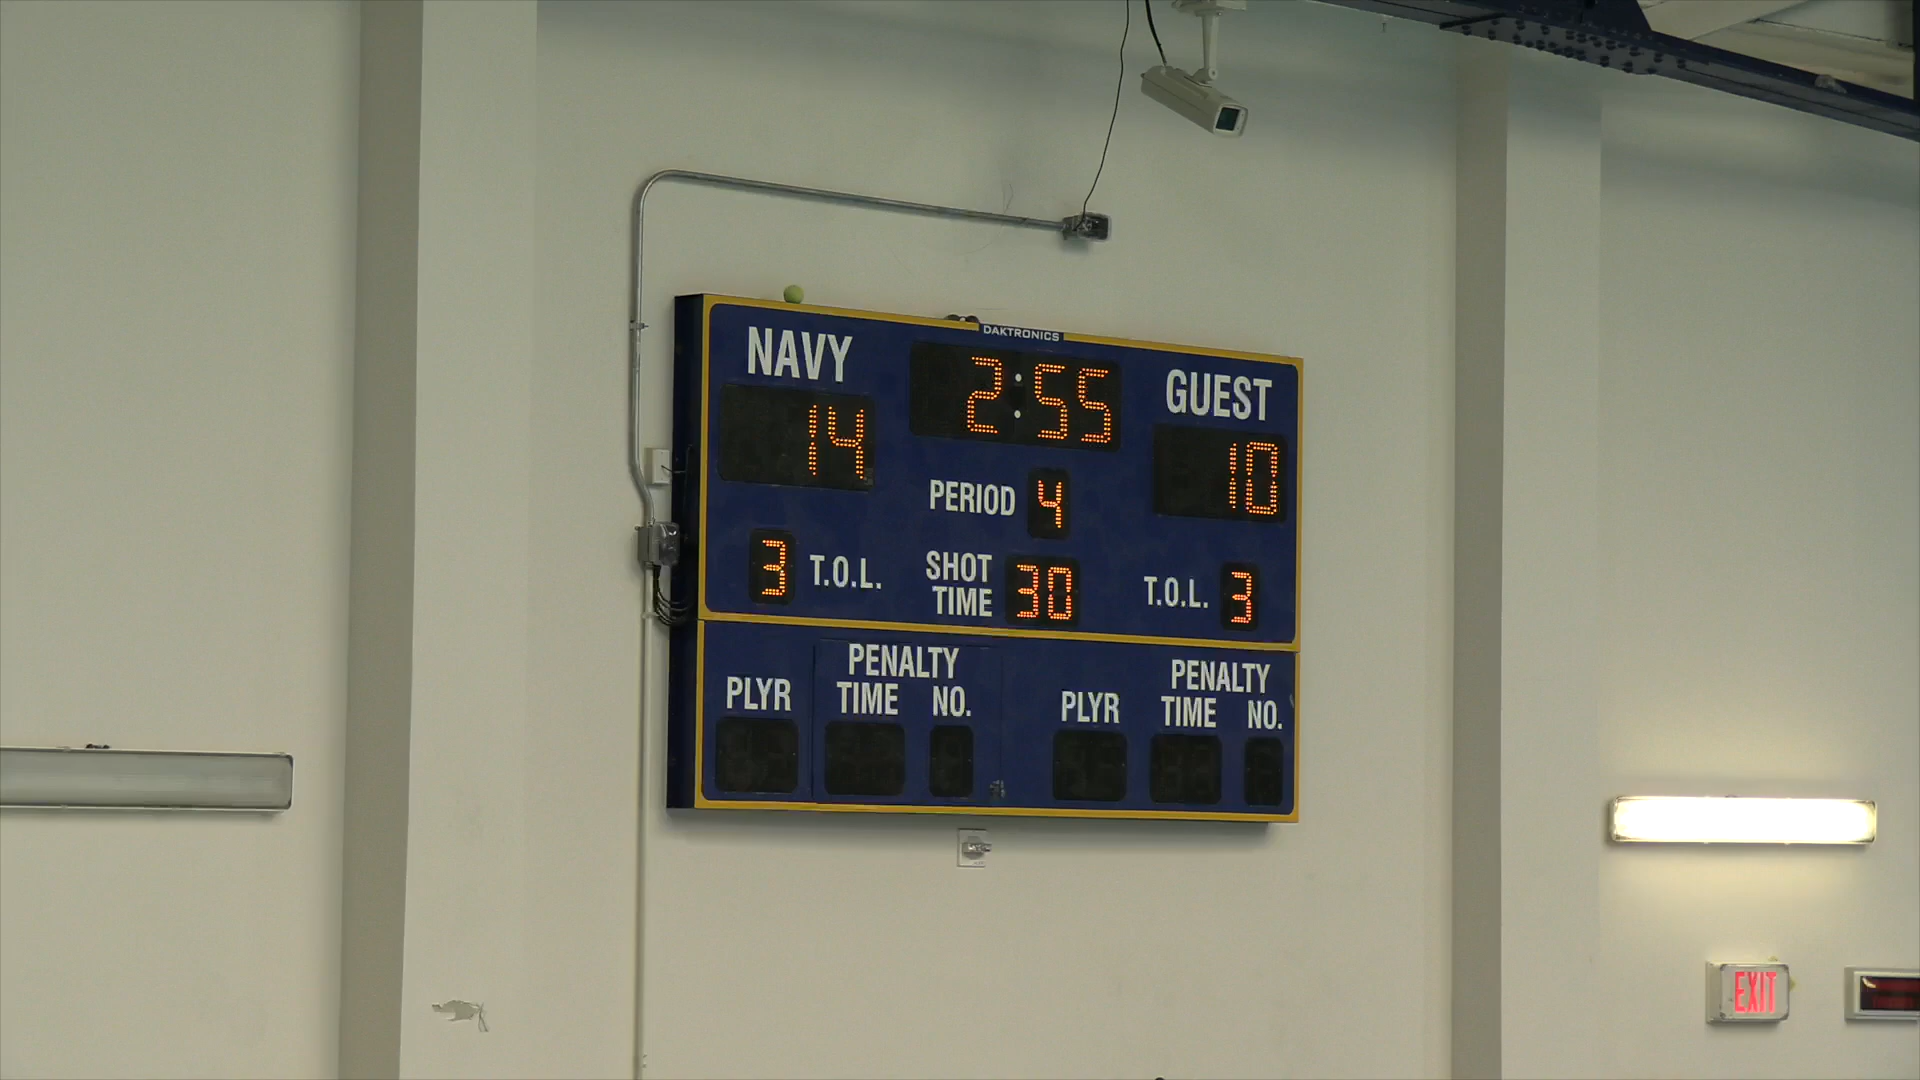 DAKTRONICS
NAVY 2:55 GUEST
14 10
PERIOD 4
3 T.O.L. SHOT TIME 30 T.O.L. 3
PENALTY PENALTY
PLYR TIME NO. PLYR TIME NO.
EXIT